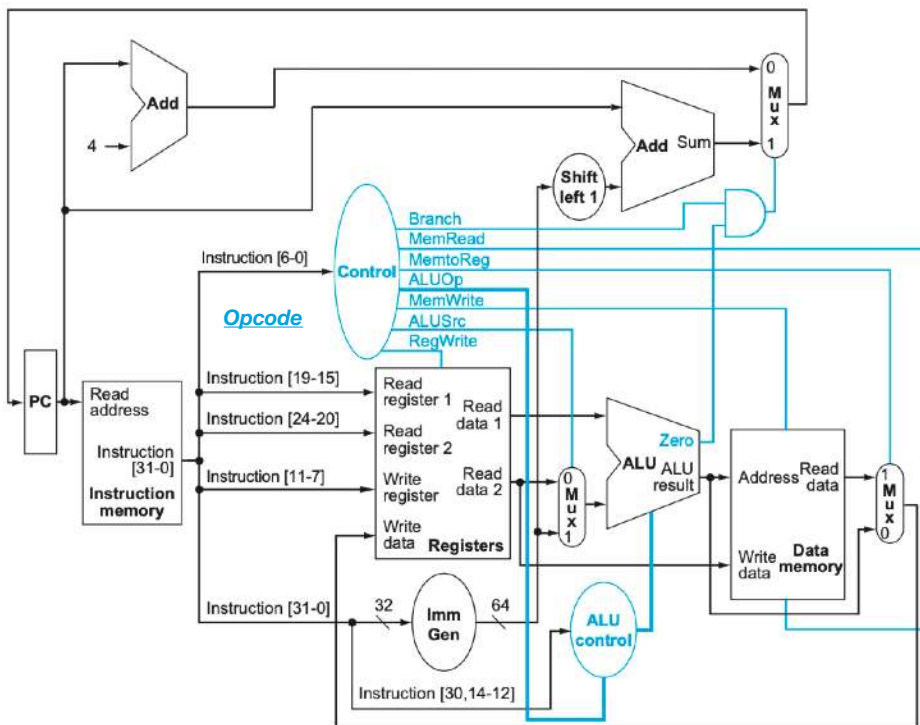 Add
4
Add Sum
0
Mux
1
Shift
left 1
Branch
MemRead
MemtoReg
ALUOp
MemWrite
ALUSrc
RegWrite
Instruction [6-0]
Control
Opcode
PC
Read
address
Instruction
[31-0]
Instruction
memory
Instruction [19-15]
Instruction [24-20]
Instruction [11-7]
Instruction [31-0]
Read
register 1
Read
register 2
Write
register
Write
data
Read
data 1
Read
data 2
Registers
0
Mux
1
Zero
ALU
ALU
result
Address
Read
data
Write
data
Data
memory
1
Mux
0
32
Imm
Gen
64
ALU
control
Instruction [30,14-12]